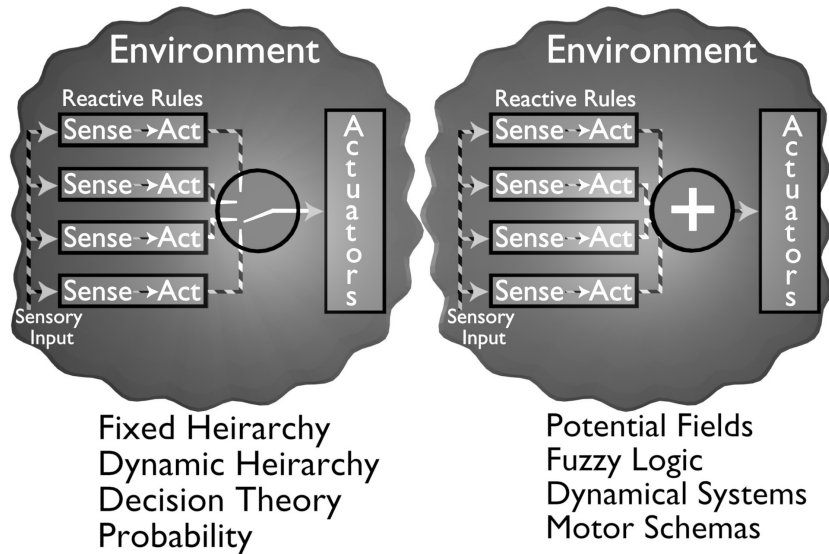 Environment
Reactive Rules
Sense Act
Sense Act
Sense Act
Sense Act
Sensory
Input
Actuators
Fixed Heirarchy
Dynamic Heirarchy
Decision Theory
Probability
Environment
Reactive Rules
Sense Act
Sense Act
Sense Act
Sense Act
Sensory
Input
+
Actuators
Potential Fields
Fuzzy Logic
Dynamical Systems
Motor Schemas